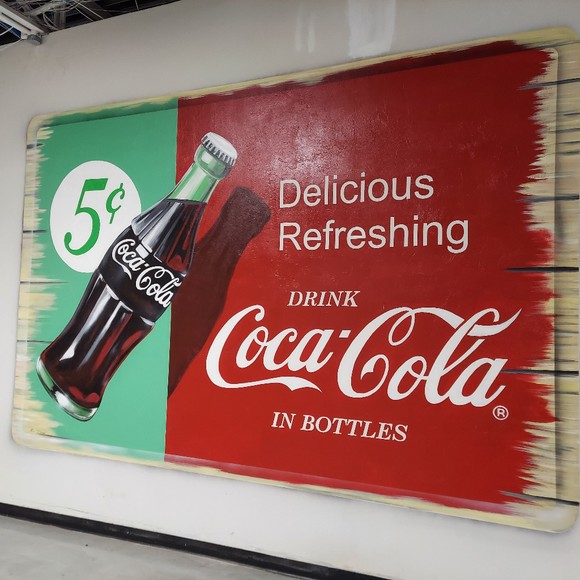 5¢
Coca-Cola
Delicious
Refreshing
DRINK
Coca-Cola®
IN BOTTLES